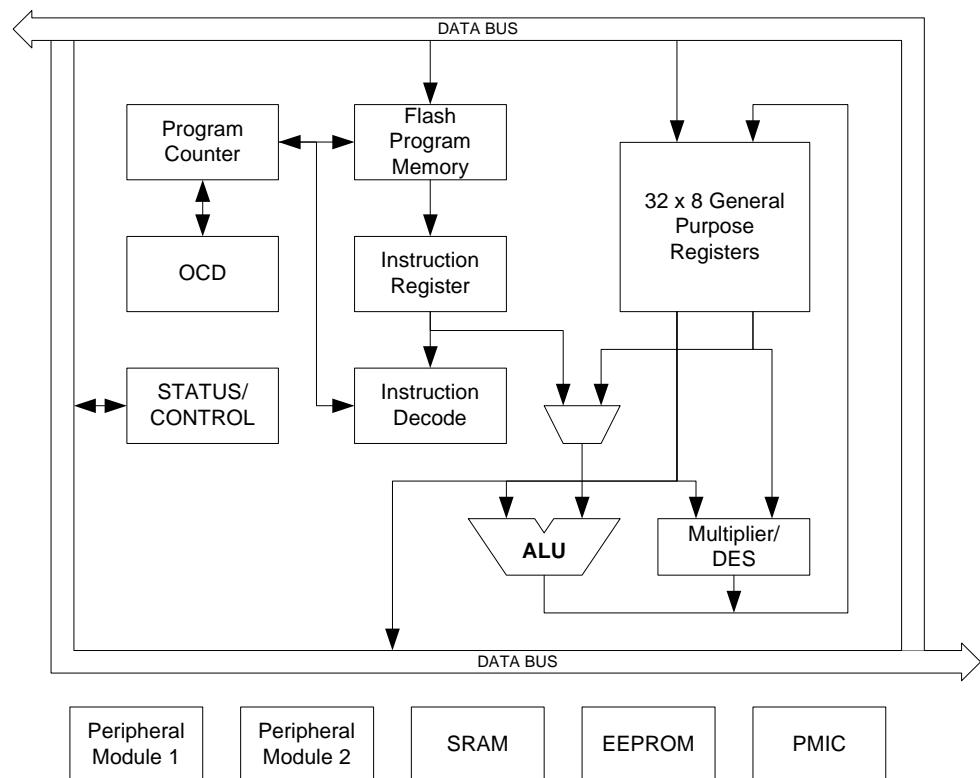 DATA BUS
Program
Counter
Flash
Program
Memory
32 x 8 General
Purpose
Registers
OCD
Instruction
Register
STATUS/
CONTROL
Instruction
Decode
ALU
Multiplier/
DES
DATA BUS
Peripheral
Module 1
Peripheral
Module 2
SRAM
EEPROM
PMIC